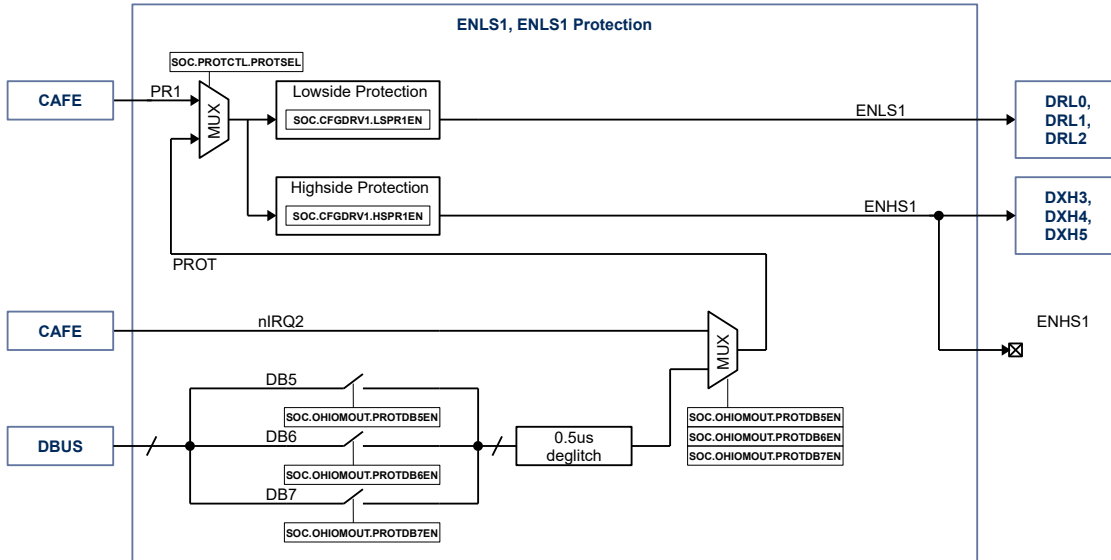 ENLS1, ENLS1 Protection
SOC.PROTCTL.PROTSEL
CAFE
PR1
MUX
Lowside Protection
SOC.CFGDRV1.LSPR1EN
ENLS1
DRL0,
DRL1,
DRL2
Highside Protection
SOC.CFGDRV1.HSPR1EN
ENHS1
DXH3,
DXH4,
DXH5
PROT
CAFE
nIRQ2
MUX
ENHS1
DB5
SOC.OHIOMOUT.PROTDB5EN
DBUS
DB6
SOC.OHIOMOUT.PROTDB6EN
DB7
SOC.OHIOMOUT.PROTDB7EN
0.5us
deglitch
SOC.OHIOMOUT.PROTDB5EN
SOC.OHIOMOUT.PROTDB6EN
SOC.OHIOMOUT.PROTDB7EN